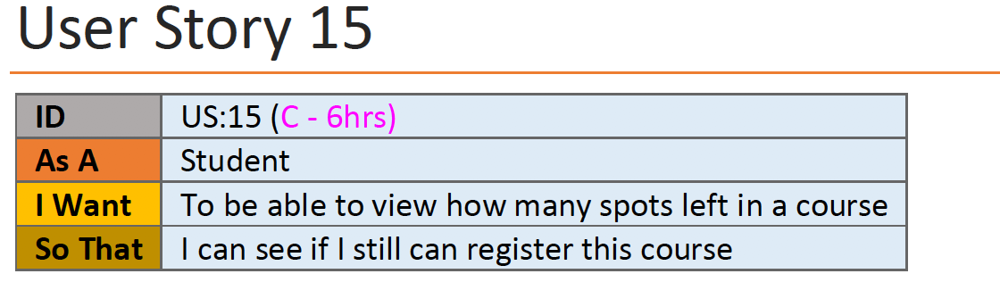 User Story 15
ID US:15 (C - 6hrs)
As A Student
I Want To be able to view how many spots left in a course
So That I can see if I still can register this course